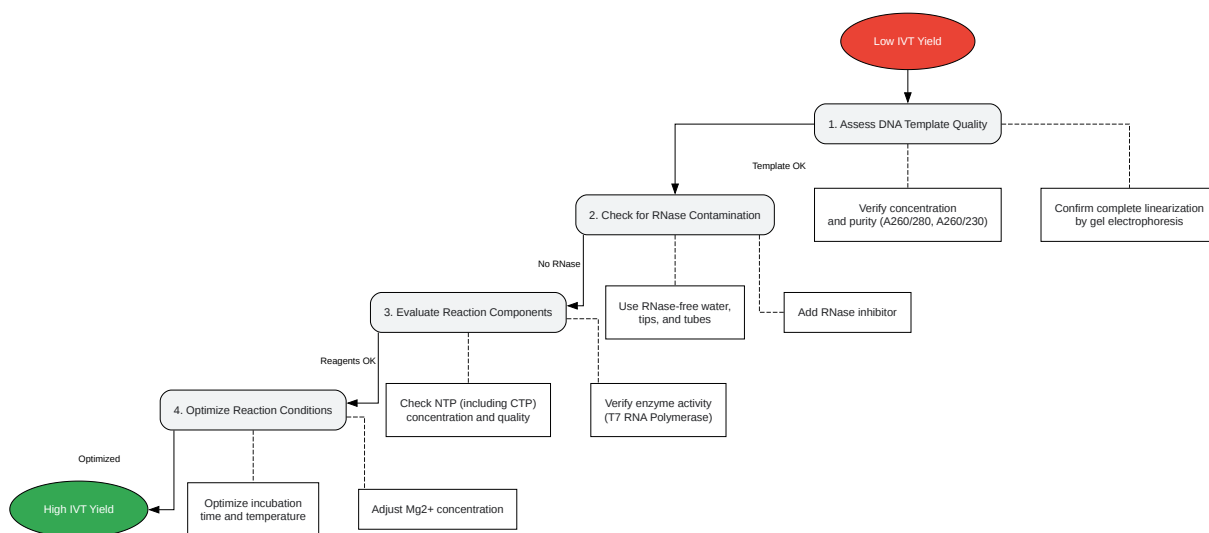 Low IVT Yield
1. Assess DNA Template Quality
Template OK
Verify concentration
and purity (A260/280, A260/230)
Confirm complete linearization
by gel electrophoresis
2. Check for RNase Contamination
No RNase
Use RNase-free water,
tips, and tubes
Add RNase inhibitor
3. Evaluate Reaction Components
Reagents OK
Check NTP (including CTP)
concentration and quality
Verify enzyme activity
(T7 RNA Polymerase)
4. Optimize Reaction Conditions
Optimized
High IVT Yield
Optimize incubation
time and temperature
Adjust Mg2+ concentration